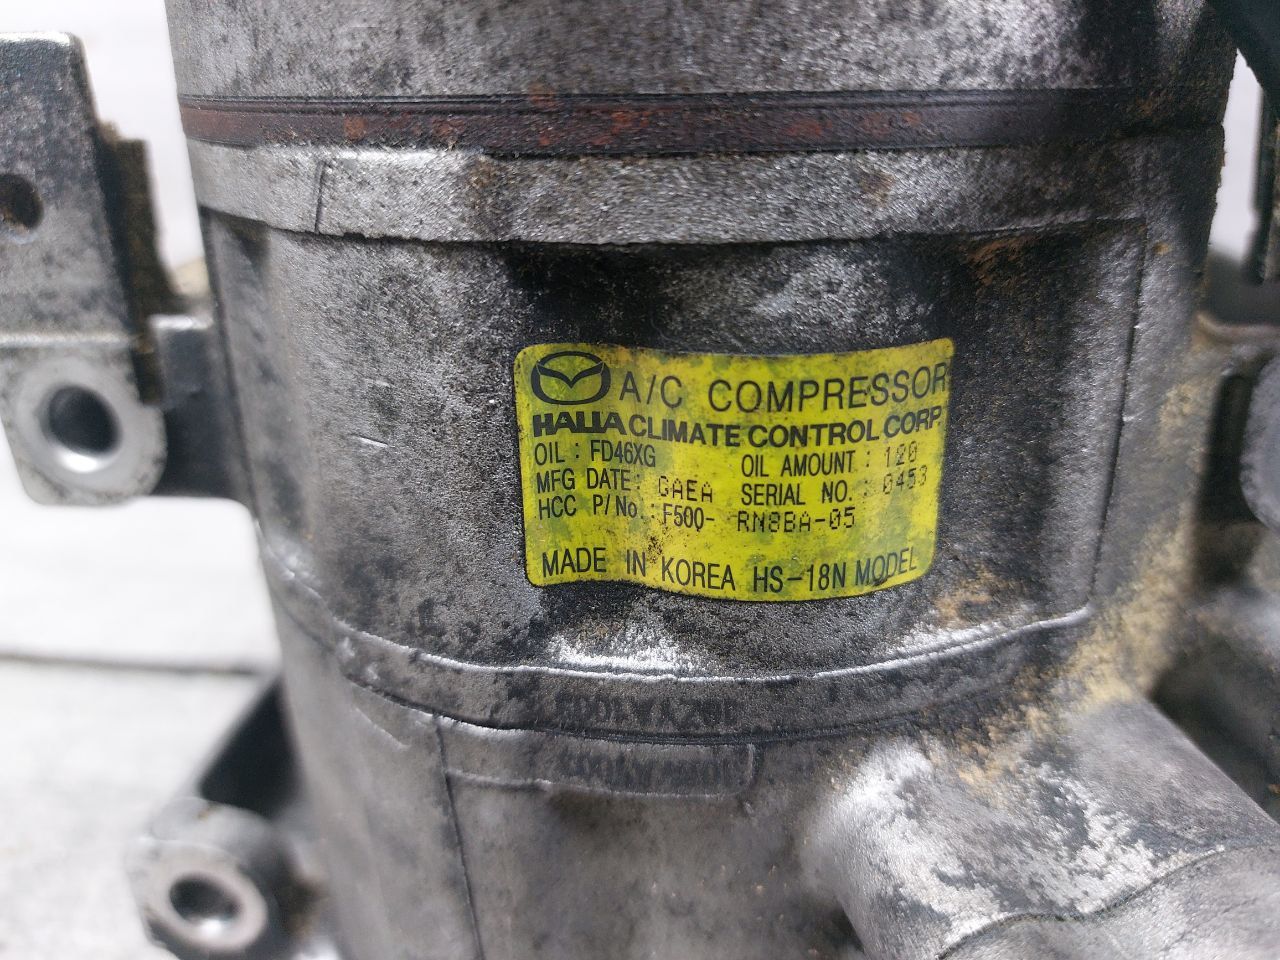 A/C COMPRESSOR
HALLA CLIMATE CONTROL CORP.
OIL : FD46XG OIL AMOUNT : 120
MFG DATE : GAEA SERIAL NO. : 0453
HCC P/No. : F500- RN8BA-05
MADE IN KOREA HS-18N MODEL